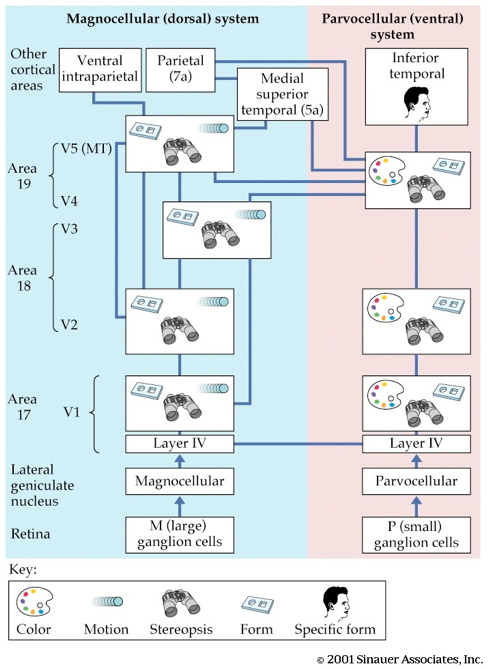 Magnocellular (dorsal) system
Parvocellular (ventral)
system
Other
cortical
areas
Ventral
intraparietal
Parietal
(7a)
Medial
superior
temporal (5a)
Inferior
temporal
Area
19
V5 (MT)
V4
Area
18
V3
V2
Area
17
V1
Layer IV
Layer IV
Lateral
geniculate
nucleus
Magnocellular
Parvocellular
Retina
M (large)
ganglion cells
P (small)
ganglion cells
Key:
Color
Motion
Stereopsis
Form
Specific form
© 2001 Sinauer Associates, Inc.